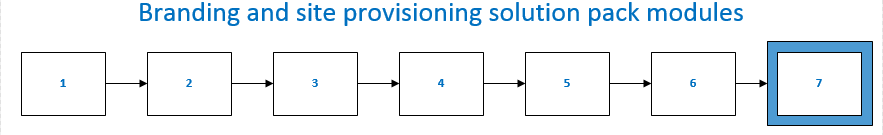 Branding and site provisioning solution pack modules
1 2 3 4 5 6 7